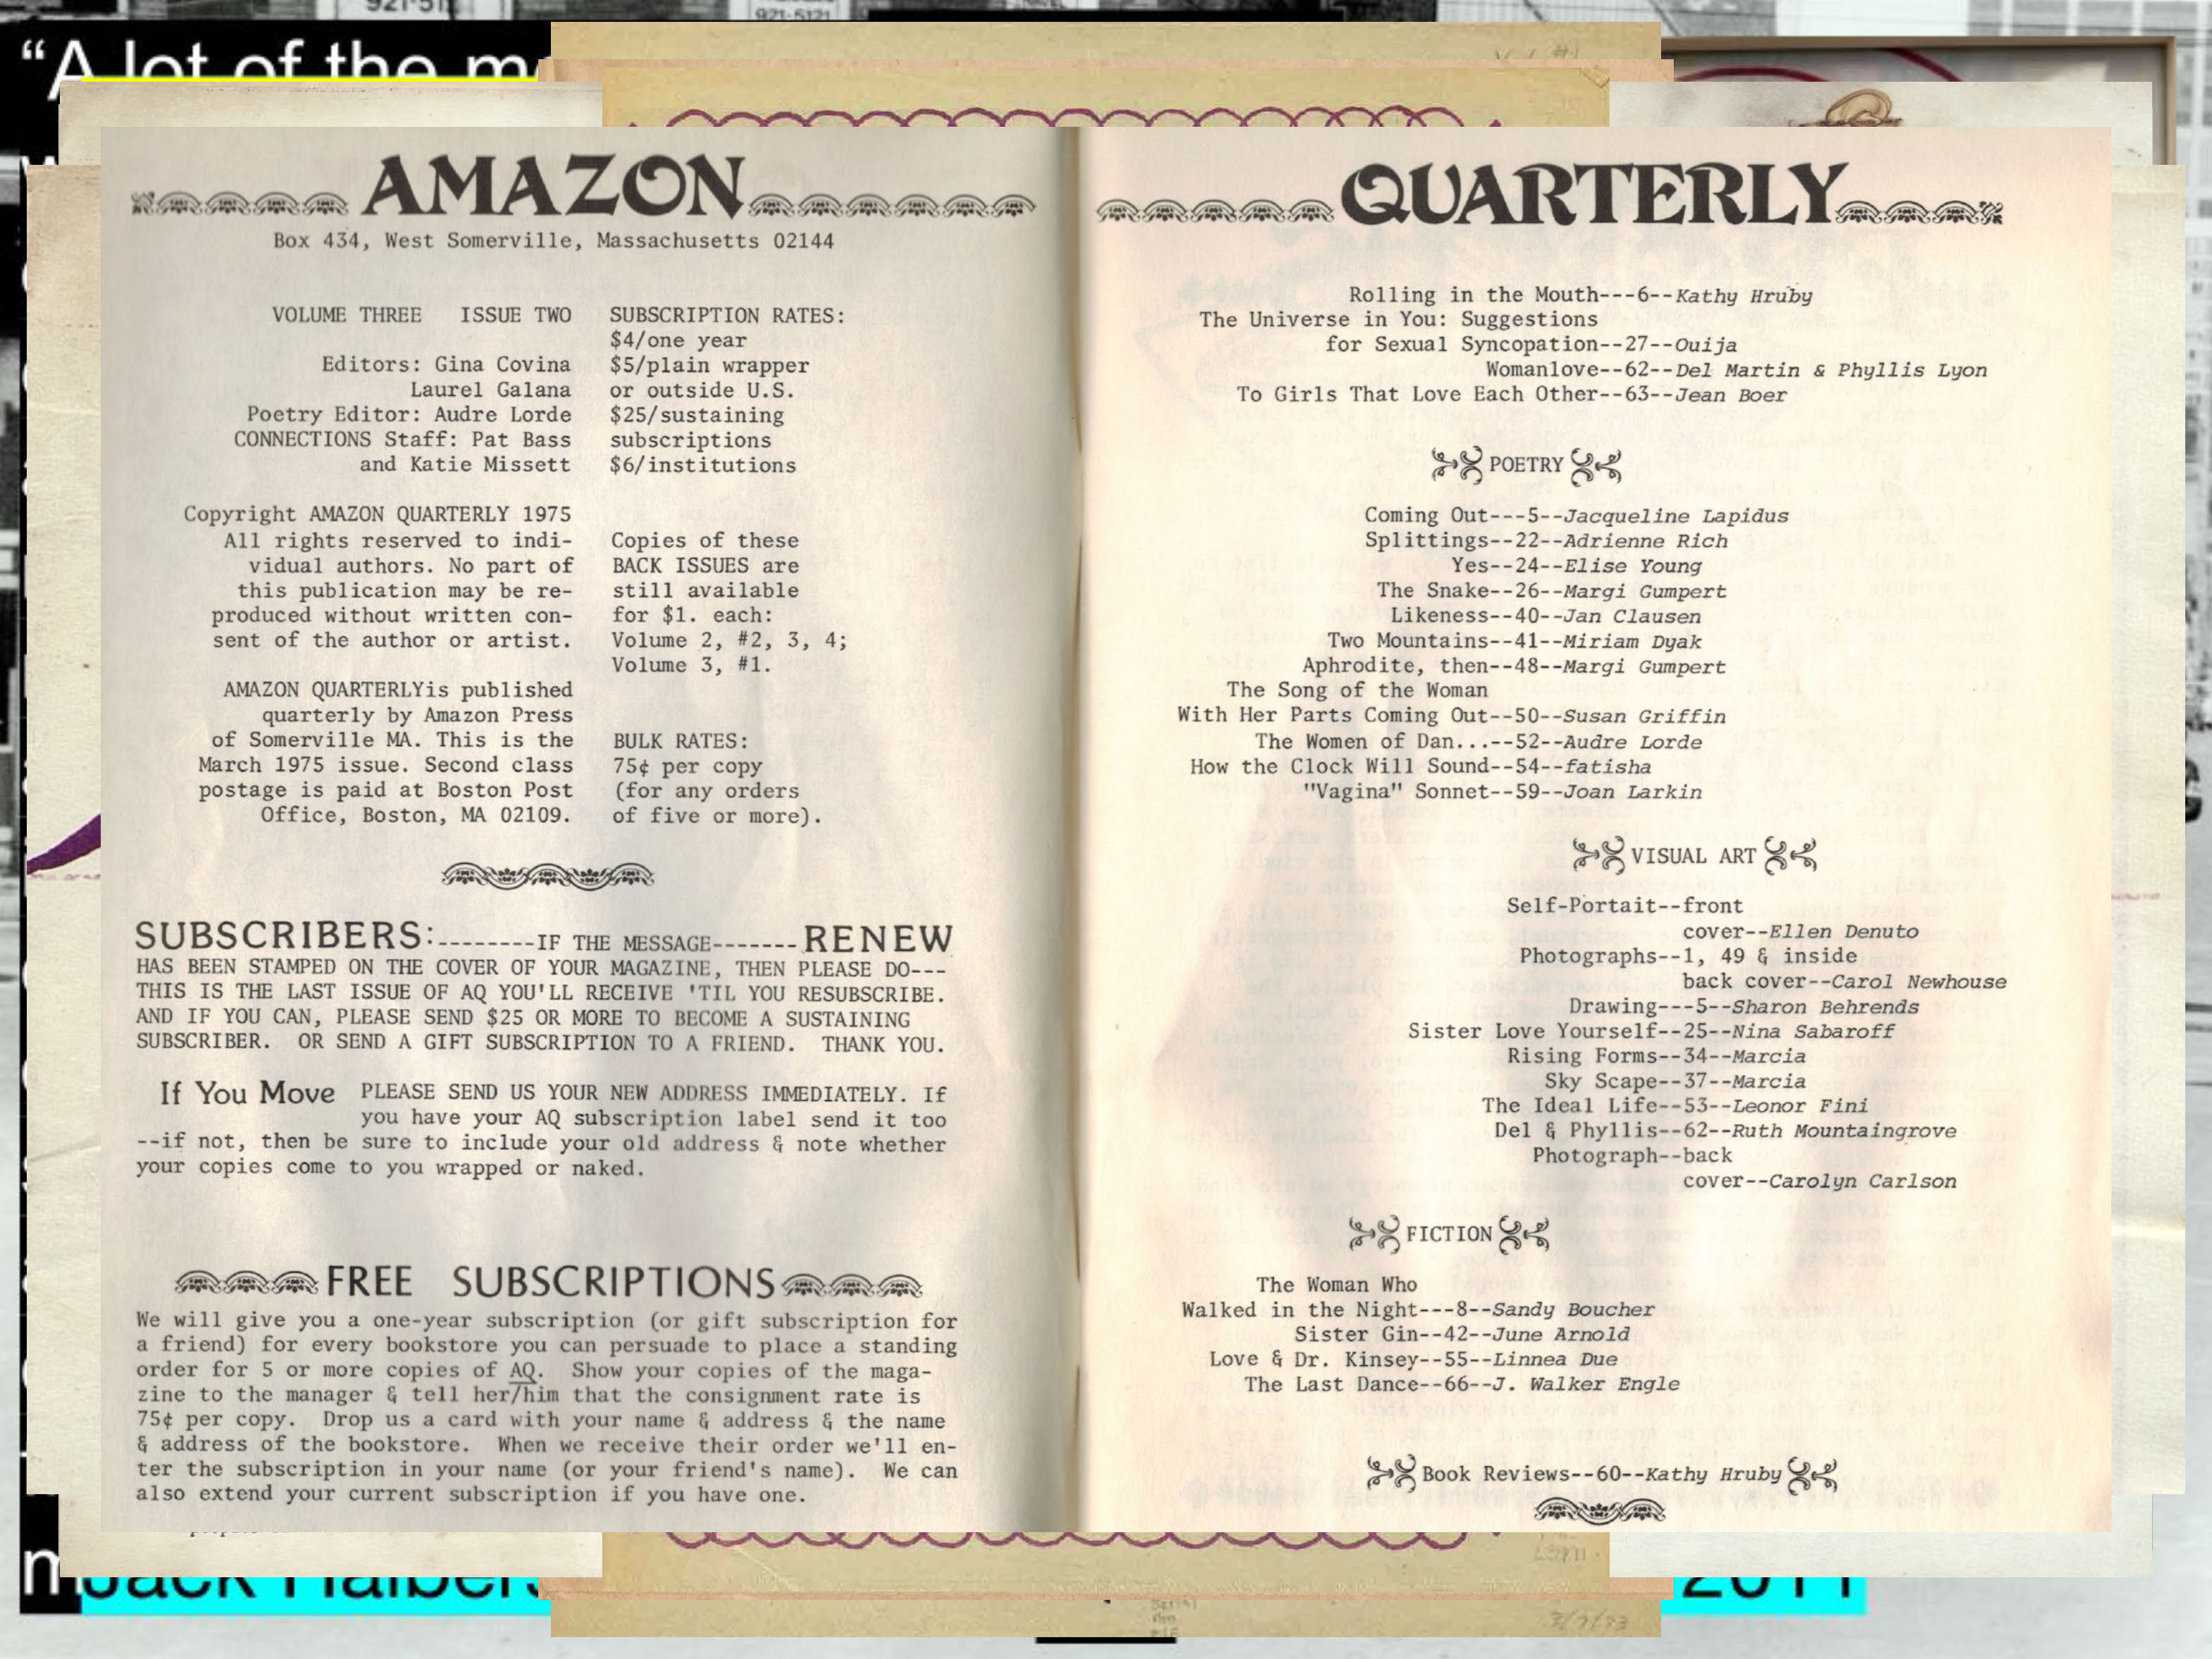 921-51
921-5121
“A lot of the m
AMAZON
Box 434, West Somerville, Massachusetts 02144
VOLUME THREE ISSUE TWO
Editors: Gina Covina
Laurel Galana
Poetry Editor: Audre Lorde
CONNECTIONS Staff: Pat Bass
and Katie Missett
Copyright AMAZON QUARTERLY 1975
All rights reserved to indi-
vidual authors. No part of
this publication may be re-
produced without written con-
sent of the author or artist.
AMAZON QUARTERLYis published
quarterly by Amazon Press
of Somerville MA. This is the
March 1975 issue. Second class
postage is paid at Boston Post
Office, Boston, MA 02109.
SUBSCRIPTION RATES:
$4/one year
$5/plain wrapper
or outside U.S.
$25/sustaining
subscriptions
$6/institutions
Copies of these
BACK ISSUES are
still available
for $1. each:
Volume 2, #2, 3, 4;
Volume 3, #1.
BULK RATES:
75¢ per copy
(for any orders
of five or more).
SUBSCRIBERS:--------IF THE MESSAGE-------RENEW
HAS BEEN STAMPED ON THE COVER OF YOUR MAGAZINE, THEN PLEASE DO---
THIS IS THE LAST ISSUE OF AQ YOU'LL RECEIVE 'TIL YOU RESUBSCRIBE.
AND IF YOU CAN, PLEASE SEND $25 OR MORE TO BECOME A SUSTAINING
SUBSCRIBER. OR SEND A GIFT SUBSCRIPTION TO A FRIEND. THANK YOU.
If You Move PLEASE SEND US YOUR NEW ADDRESS IMMEDIATELY. If
you have your AQ subscription label send it too
--if not, then be sure to include your old address & note whether
your copies come to you wrapped or naked.
FREE SUBSCRIPTIONS
We will give you a one-year subscription (or gift subscription for
a friend) for every bookstore you can persuade to place a standing
order for 5 or more copies of AQ. Show your copies of the maga-
zine to the manager & tell her/him that the consignment rate is
75¢ per copy. Drop us a card with your name & address & the name
& address of the bookstore. When we receive their order we'll en-
ter the subscription in your name (or your friend's name). We can
also extend your current subscription if you have one.
QUARTERLY
Rolling in the Mouth---6--Kathy Hruby
The Universe in You: Suggestions
for Sexual Syncopation--27--Ouija
Womanlove--62--Del Martin & Phyllis Lyon
To Girls That Love Each Other--63--Jean Boer
POETRY
Coming Out---5--Jacqueline Lapidus
Splittings--22--Adrienne Rich
Yes--24--Elise Young
The Snake--26--Margi Gumpert
Likeness--40--Jan Clausen
Two Mountains--41--Miriam Dyak
Aphrodite, then--48--Margi Gumpert
The Song of the Woman
With Her Parts Coming Out--50--Susan Griffin
The Women of Dan...--52--Audre Lorde
How the Clock Will Sound--54--fatisha
"Vagina" Sonnet--59--Joan Larkin
VISUAL ART
Self-Portrait--front
cover--Ellen Denuto
Photographs--1, 49 & inside
back cover--Carol Newhouse
Drawing---5--Sharon Behrends
Sister Love Yourself--25--Nina Sabaroff
Rising Forms--34--Marcia
Sky Scape--37--Marcia
The Ideal Life--53--Leonor Fini
Del & Phyllis--62--Ruth Mountaingrove
Photograph--back
cover--Carolyn Carlson
FICTION
The Woman Who
Walked in the Night---8--Sandy Boucher
Sister Gin--42--June Arnold
Love & Dr. Kinsey--55--Linnea Due
The Last Dance--66--J. Walker Engle
Book Reviews--60--Kathy Hruby
Jack Halbers 2011
3/7/73